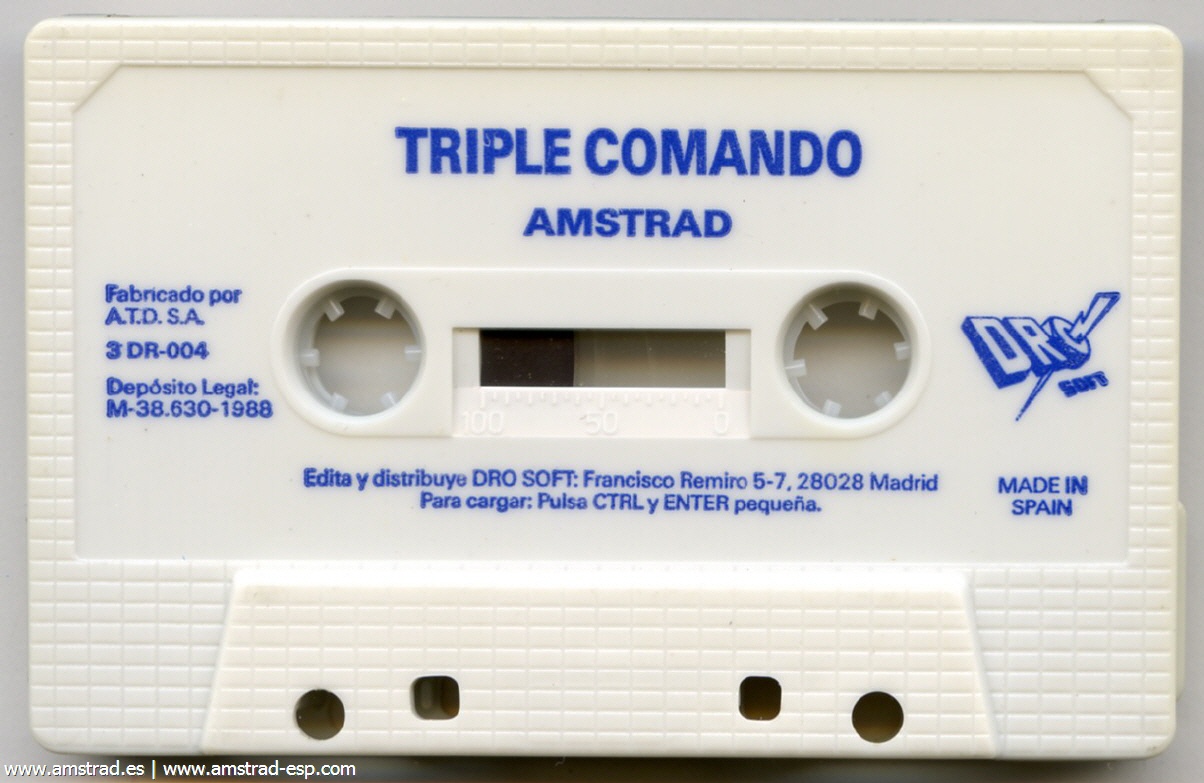 TRIPLE COMANDO
AMSTRAD
Fabricado por
A.T.D. S.A.
3 DR-004
Depósito Legal:
M-38.630-1988
DRO
SOFT
100 50 0
Edita y distribuye DRO SOFT: Francisco Remiro 5-7, 28028 Madrid
Para cargar: Pulsa CTRL y ENTER pequeña.
MADE IN
SPAIN
www.amstrad.es | www.amstrad-esp.com